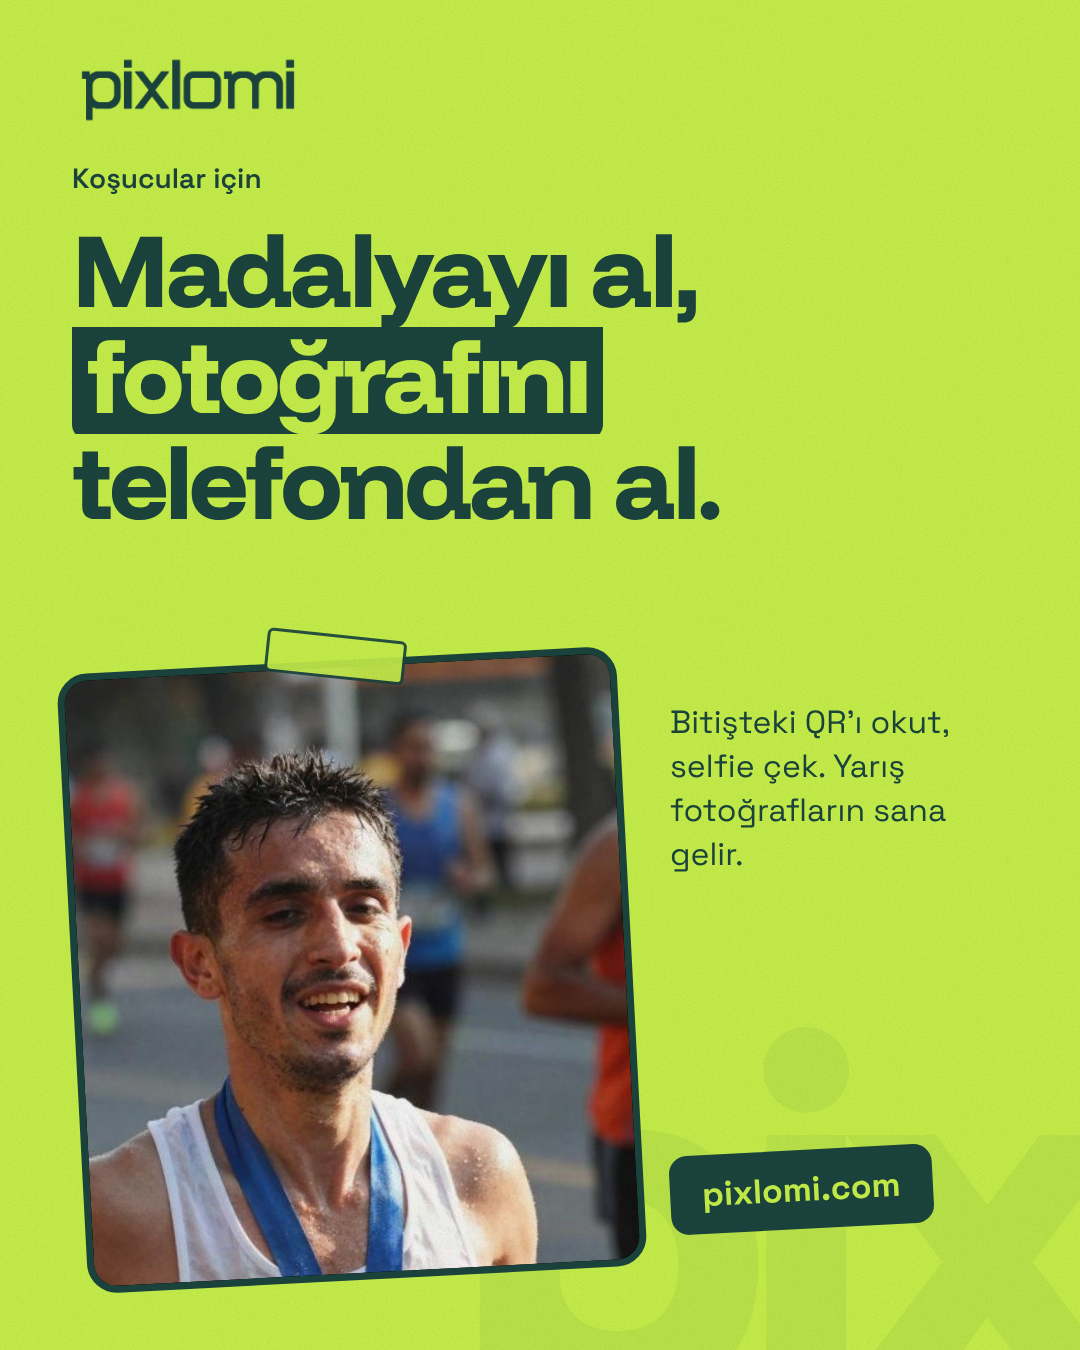 pixlomi
Koşucular için
Madalyayı al,
fotoğrafını
telefondan al.
Bitişteki QR’ı okut,
selfie çek. Yarış
fotoğrafların sana
gelir.
pixlomi.com
pix